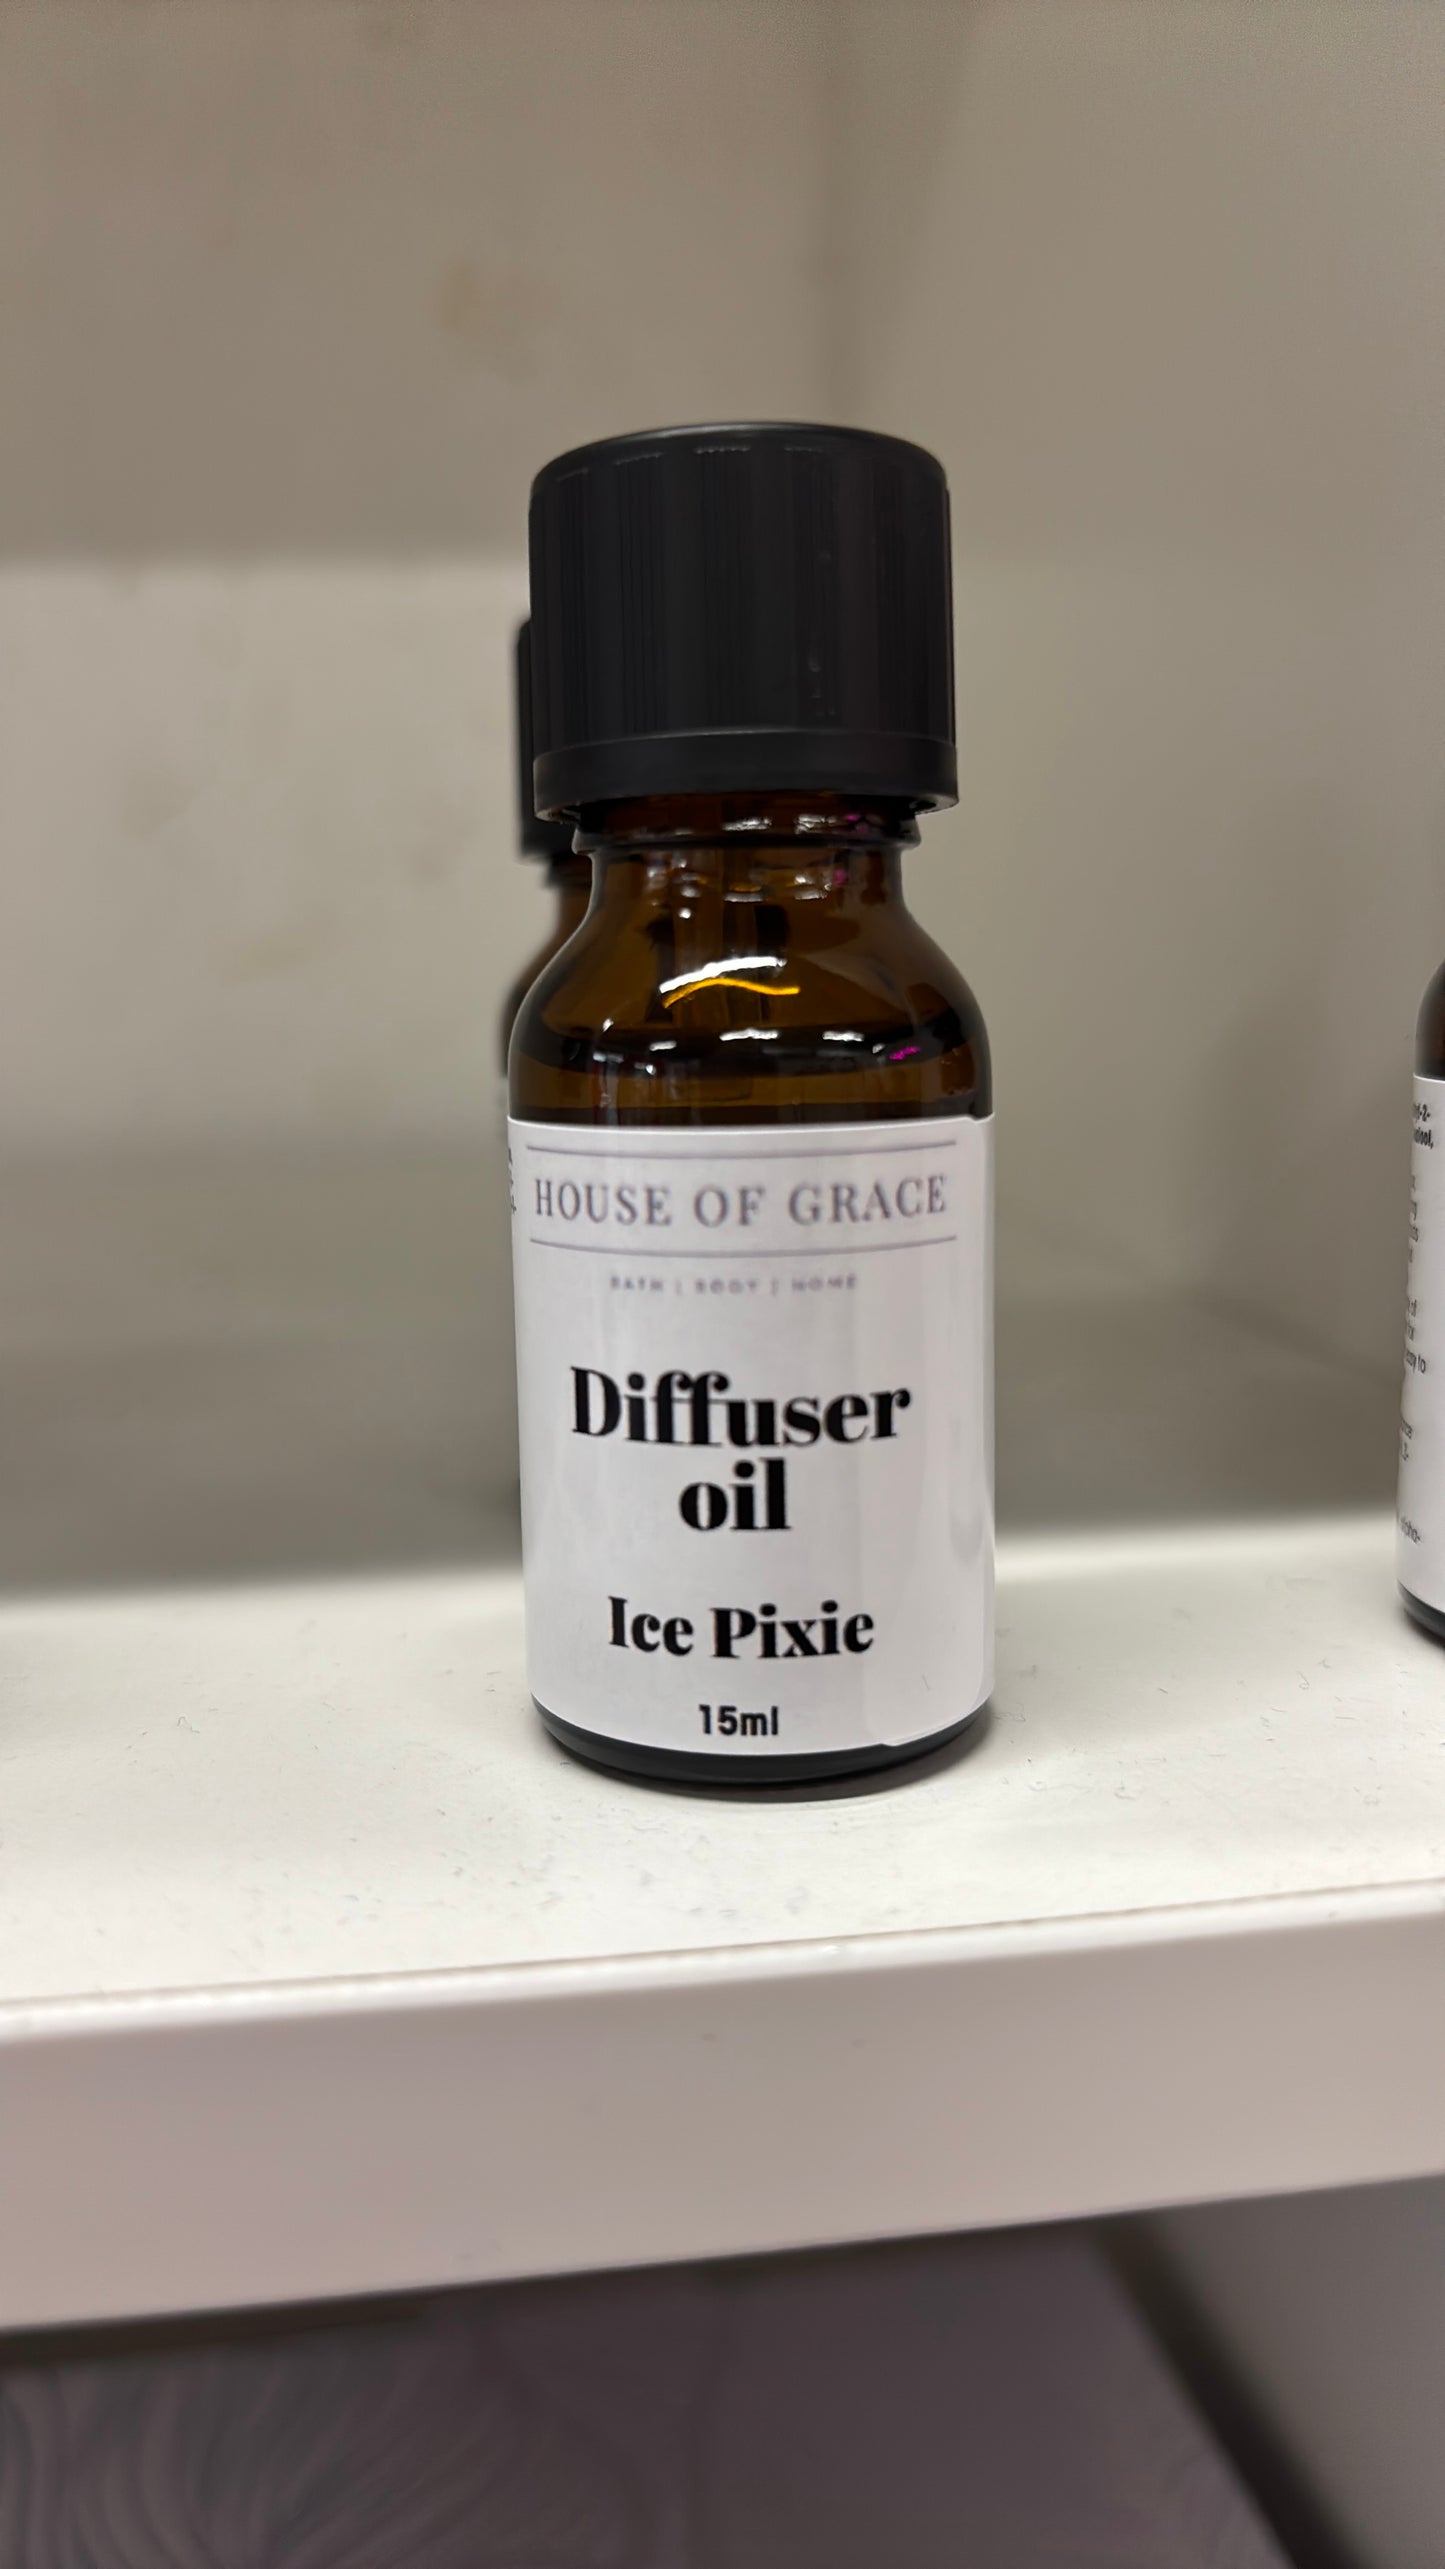 HOUSE OF GRACE
BATH | BODY | HOME
Diffuser
oil
Ice Pixie
15ml